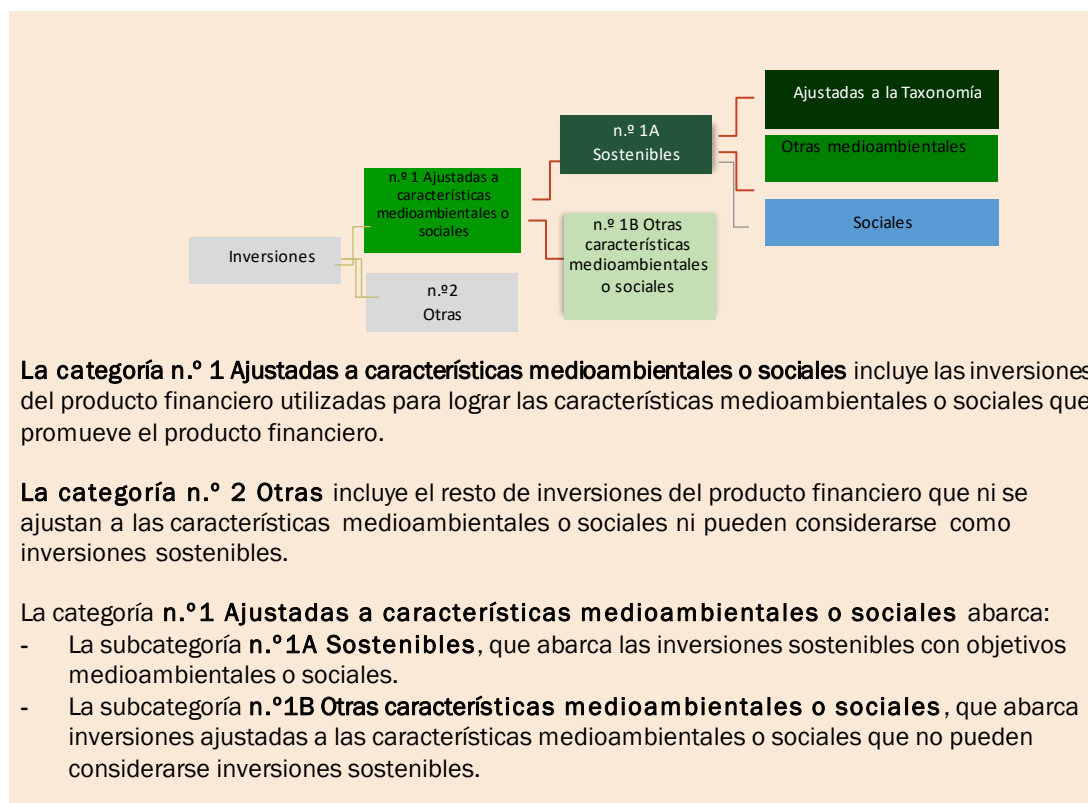 Ajustadas a la Taxonomía
n.º 1A
Sostenibles
Otras medioambientales
n.º 1 Ajustadas a
características
medioambientales o
sociales
Sociales
n.º 1B Otras
características
medioambientales
o sociales
Inversiones
n.º2
Otras
La categoría n.º 1 Ajustadas a características medioambientales o sociales incluye las inversiones
del producto financiero utilizadas para lograr las características medioambientales o sociales que
promueve el producto financiero.
La categoría n.º 2 Otras incluye el resto de inversiones del producto financiero que ni se
ajustan a las características medioambientales o sociales ni pueden considerarse como
inversiones sostenibles.
La categoría n.º1 Ajustadas a características medioambientales o sociales abarca:
- La subcategoría n.º1A Sostenibles, que abarca las inversiones sostenibles con objetivos
medioambientales o sociales.
- La subcategoría n.º1B Otras características medioambientales o sociales, que abarca
inversiones ajustadas a las características medioambientales o sociales que no pueden
considerarse inversiones sostenibles.